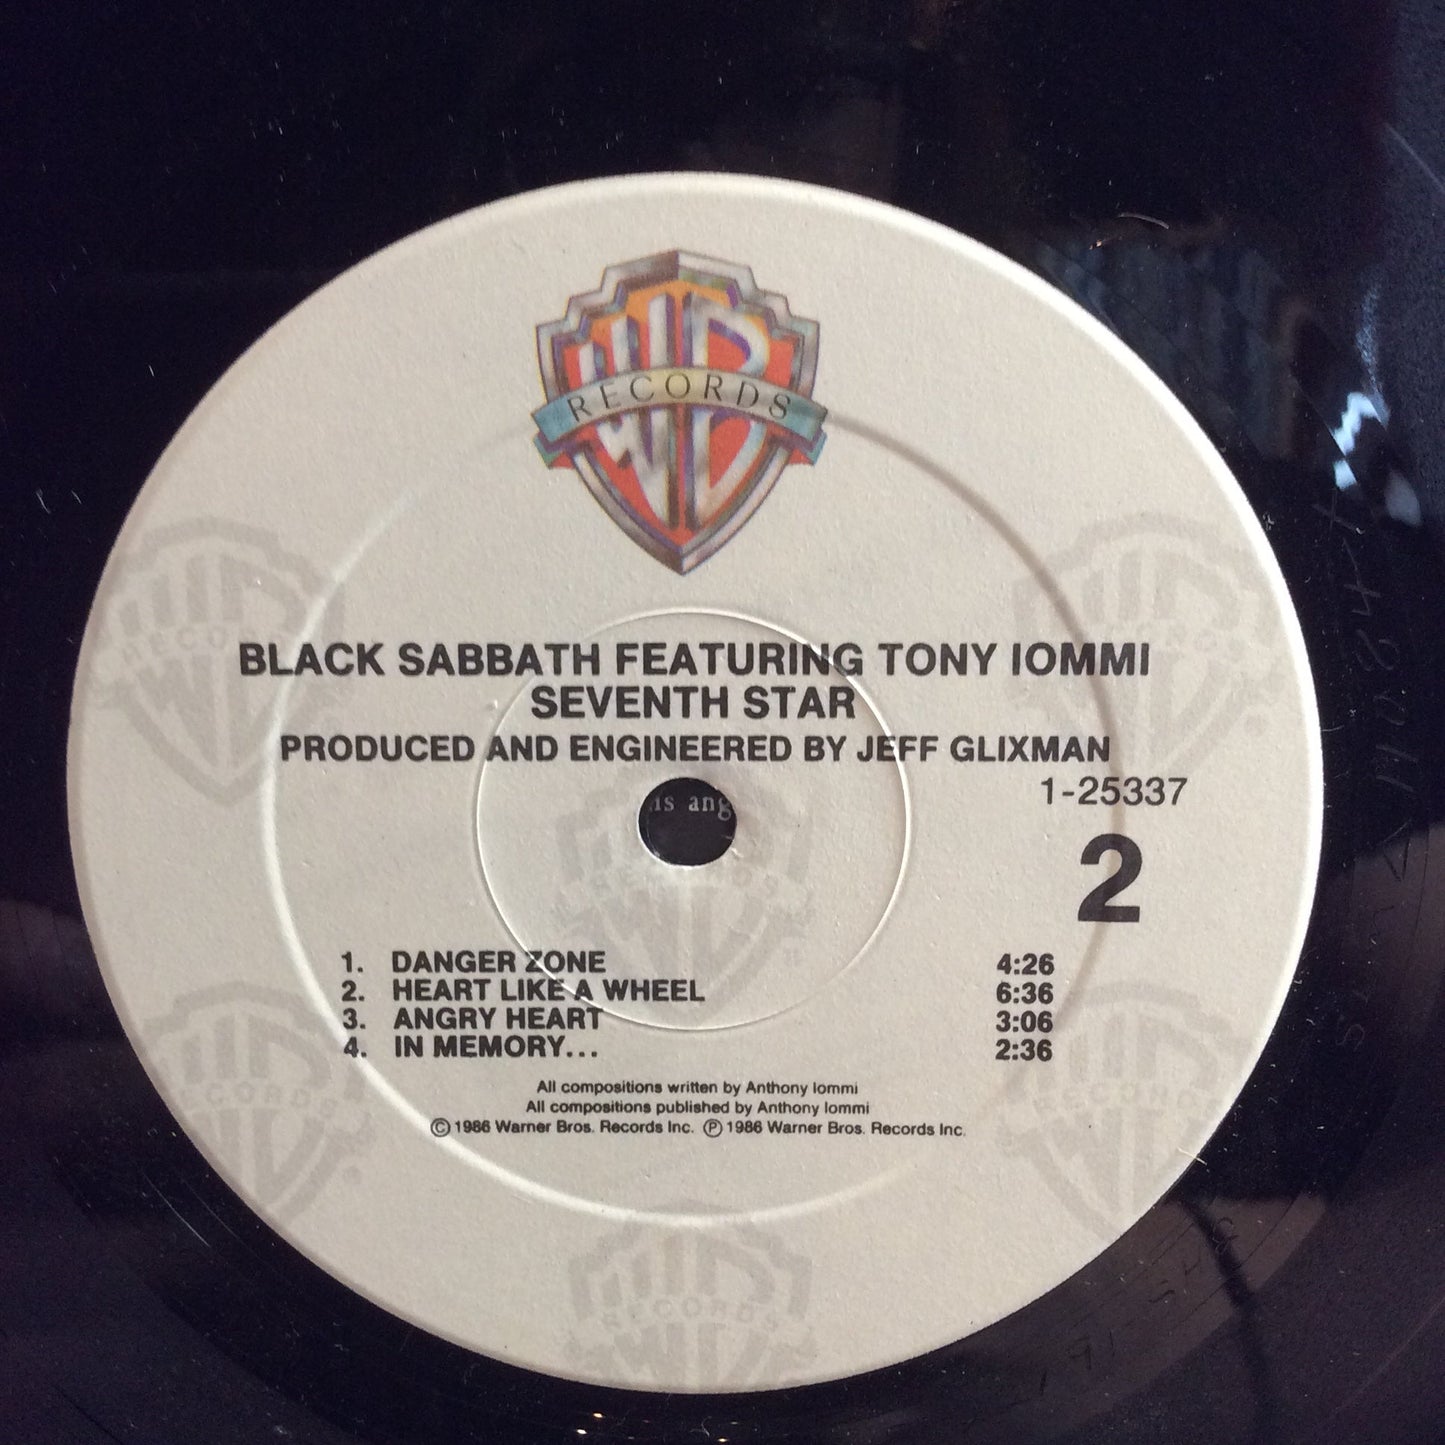 WB
RECORDS
BLACK SABBATH FEATURING TONY IOMMI
SEVENTH STAR
PRODUCED AND ENGINEERED BY JEFF GLIXMAN
1-25337
is ang
2
1. DANGER ZONE 4:26
2. HEART LIKE A WHEEL 6:36
3. ANGRY HEART 3:06
4. IN MEMORY... 2:36
All compositions written by Anthony Iommi
All compositions published by Anthony Iommi
Ⓒ 1986 Warner Bros. Records Inc. Ⓟ 1986 Warner Bros. Records Inc.